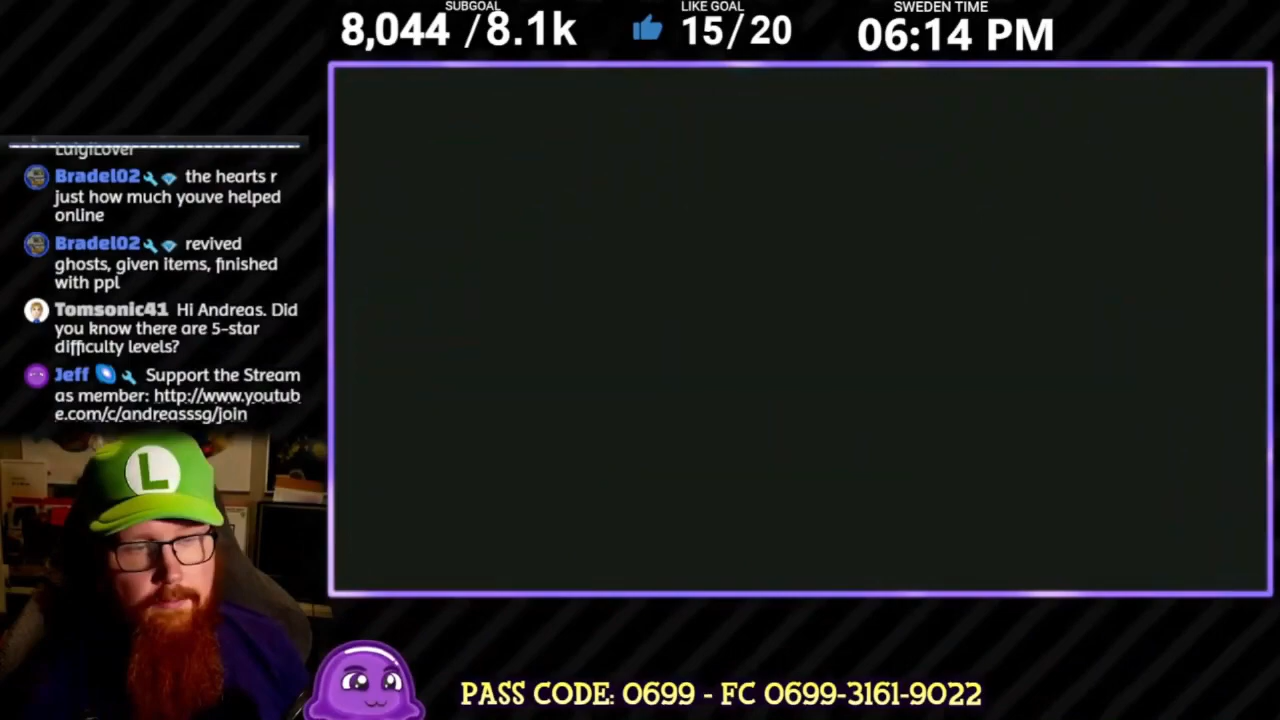 SUBGOAL
8,044 /8.1k
LIKE GOAL
15/20
SWEDEN TIME
06:14 PM
LuigiLover
Bradel02 the hearts r
just how much youve helped
online
Bradel02 revived
ghosts, given items, finished
with ppl
Tomsonic41 Hi Andreas. Did
you know there are 5-star
difficulty levels?
Jeff Support the Stream
as member: http://www.youtub
e.com/c/andreasssg/join
L
PASS CODE: 0699 - FC 0699-3161-9022